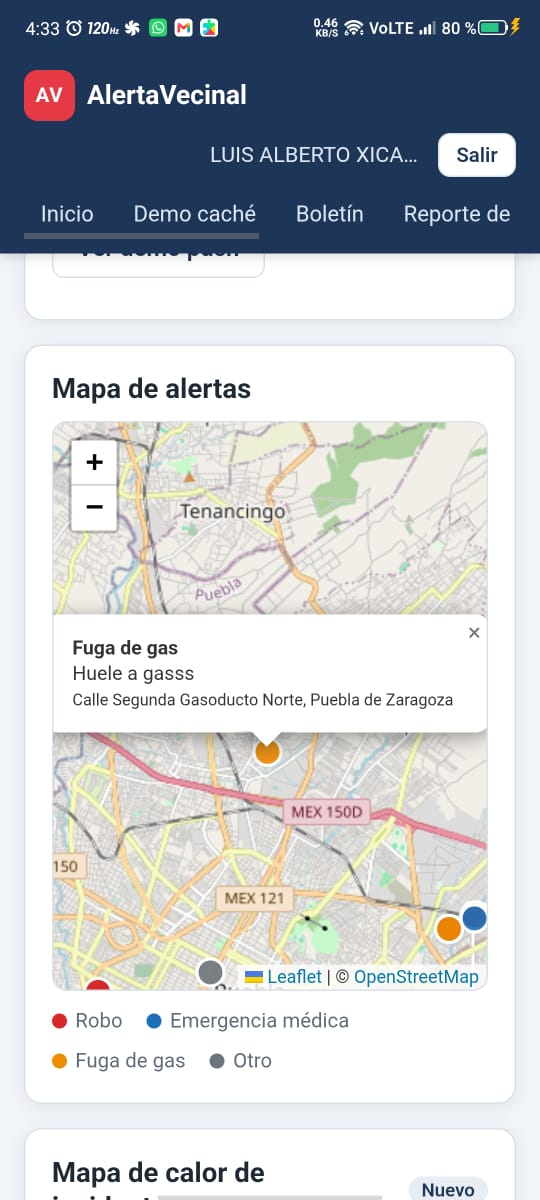 4:33 120Hz 0.46 KB/S VoLTE 80 %
AV AlertaVecinal
LUIS ALBERTO XICA... Salir
Inicio Demo caché Boletín Reporte de
Mapa de alertas
+
−
Tenancingo
Puebla
×
Fuga de gas
Huele a gasss
Calle Segunda Gasoducto Norte, Puebla de Zaragoza
MEX 150D
150
MEX 121
Leaflet | © OpenStreetMap
Robo Emergencia médica
Fuga de gas Otro
Mapa de calor de
Nuevo